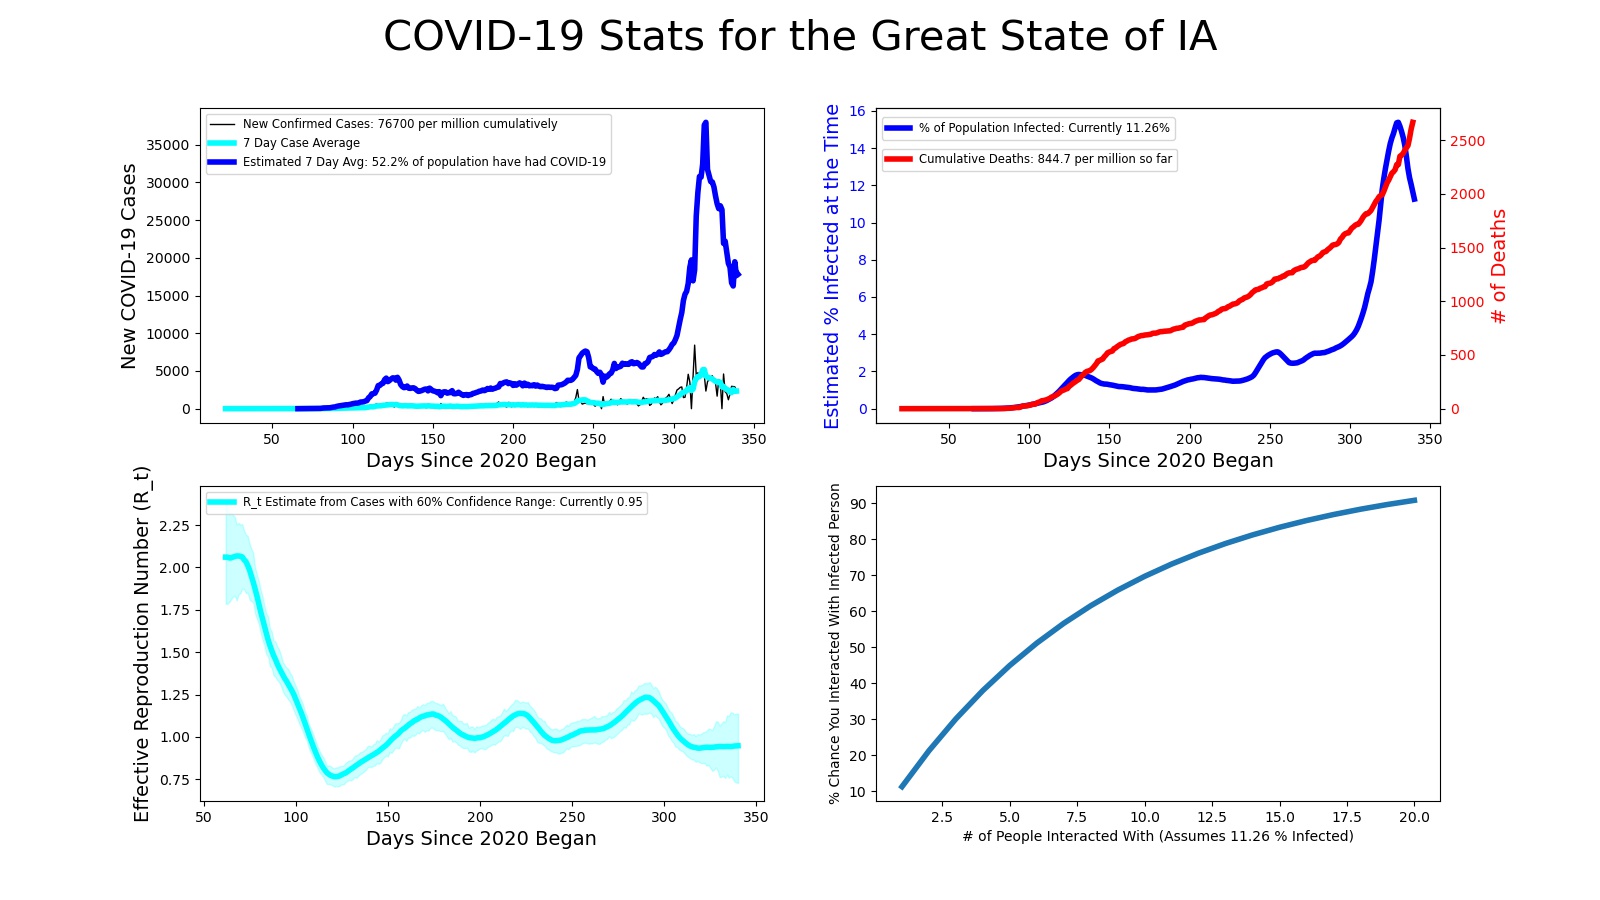 COVID-19 Stats for the Great State of IA
New COVID-19 Cases
35000
30000
25000
20000
15000
10000
5000
0
New Confirmed Cases: 76700 per million cumulatively
7 Day Case Average
Estimated 7 Day Avg: 52.2% of population have had COVID-19
50 100 150 200 250 300 350
Days Since 2020 Began
Estimated % Infected at the Time
16
14
12
10
8
6
4
2
0
% of Population Infected: Currently 11.26%
Cumulative Deaths: 844.7 per million so far
2500
2000
1500
1000
500
0
# of Deaths
50 100 150 200 250 300 350
Days Since 2020 Began
Effective Reproduction Number (R_t)
2.25
2.00
1.75
1.50
1.25
1.00
0.75
R_t Estimate from Cases with 60% Confidence Range: Currently 0.95
50 100 150 200 250 300 350
Days Since 2020 Began
% Chance You Interacted With Infected Person
90
80
70
60
50
40
30
20
10
2.5 5.0 7.5 10.0 12.5 15.0 17.5 20.0
# of People Interacted With (Assumes 11.26 % Infected)